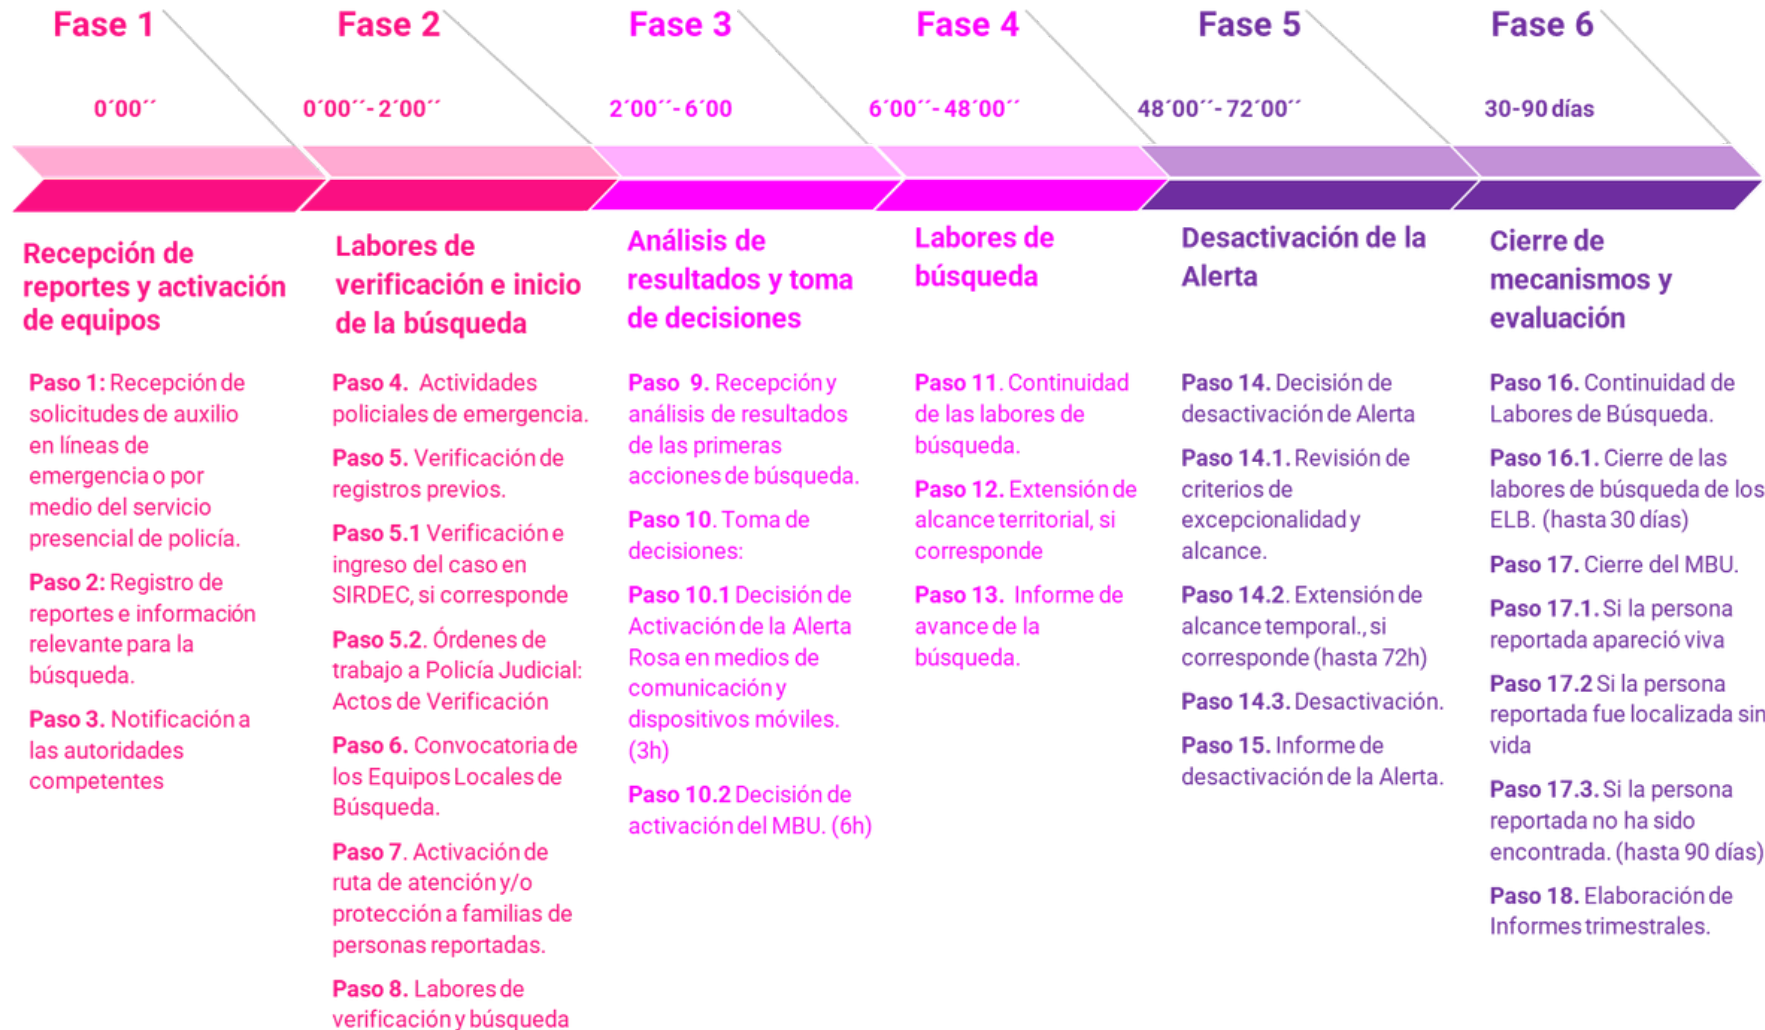 Fase 1
0´00´´
Recepción de
reportes y activación
de equipos
Paso 1: Recepción de
solicitudes de auxilio
en líneas de
emergencia o por
medio del servicio
presencial de policía.
Paso 2: Registro de
reportes e información
relevante para la
búsqueda.
Paso 3. Notificación a
las autoridades
competentes
Fase 2
0´00´´- 2´00´´
Labores de
verificación e inicio
de la búsqueda
Paso 4. Actividades
policiales de emergencia.
Paso 5. Verificación de
registros previos.
Paso 5.1 Verificación e
ingreso del caso en
SIRDEC, si corresponde
Paso 5.2. Órdenes de
trabajo a Policía Judicial:
Actos de Verificación
Paso 6. Convocatoria de
los Equipos Locales de
Búsqueda.
Paso 7. Activación de
ruta de atención y/o
protección a familias de
personas reportadas.
Paso 8. Labores de
verificación y búsqueda
Fase 3
2´00´´- 6´00
Análisis de
resultados y toma
de decisiones
Paso 9. Recepción y
análisis de resultados
de las primeras
acciones de búsqueda.
Paso 10. Toma de
decisiones:
Paso 10.1 Decisión de
Activación de la Alerta
Rosa en medios de
comunicación y
dispositivos móviles.
(3h)
Paso 10.2 Decisión de
activación del MBU. (6h)
Fase 4
6´00´´- 48´00´´
Labores de
búsqueda
Paso 11. Continuidad
de las labores de
búsqueda.
Paso 12. Extensión de
alcance territorial, si
corresponde
Paso 13. Informe de
avance de la
búsqueda.
Fase 5
48´00´´- 72´00´´
Desactivación de la
Alerta
Paso 14. Decisión de
desactivación de Alerta
Paso 14.1. Revisión de
criterios de
excepcionalidad y
alcance.
Paso 14.2. Extensión de
alcance temporal., si
corresponde (hasta 72h)
Paso 14.3. Desactivación.
Paso 15. Informe de
desactivación de la Alerta.
Fase 6
30-90 días
Cierre de
mecanismos y
evaluación
Paso 16. Continuidad de
Labores de Búsqueda.
Paso 16.1. Cierre de las
labores de búsqueda de los
ELB. (hasta 30 días)
Paso 17. Cierre del MBU.
Paso 17.1. Si la persona
reportada apareció viva
Paso 17.2 Si la persona
reportada fue localizada sin
vida
Paso 17.3. Si la persona
reportada no ha sido
encontrada. (hasta 90 días)
Paso 18. Elaboración de
Informes trimestrales.